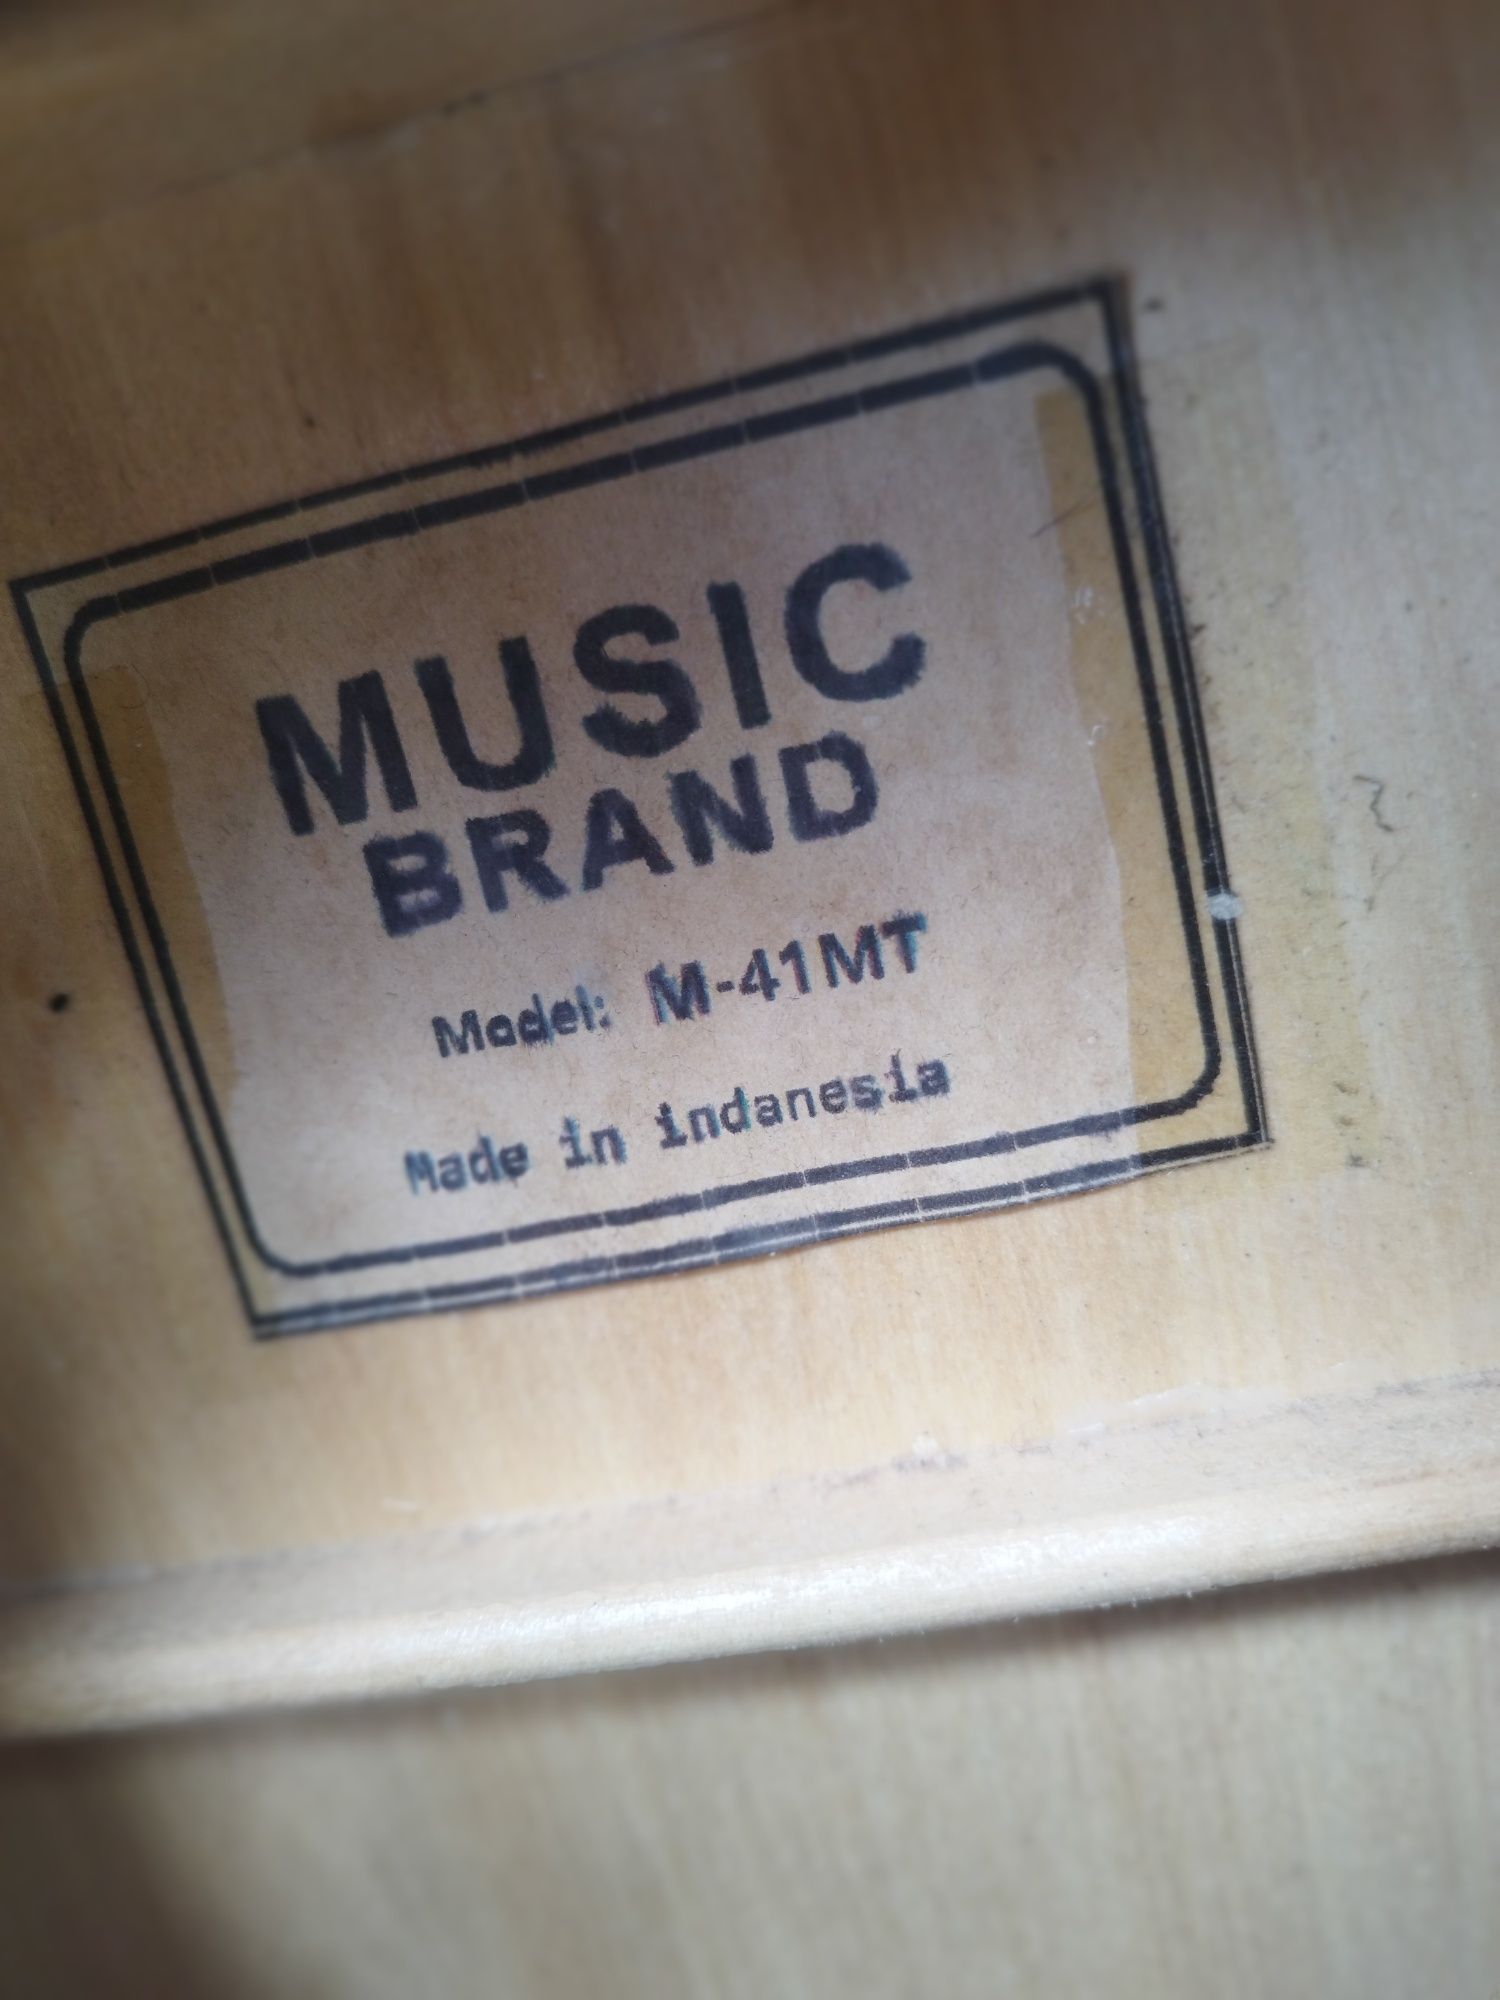 MUSIC
BRAND
Model: M-41MT
Made in indanesia